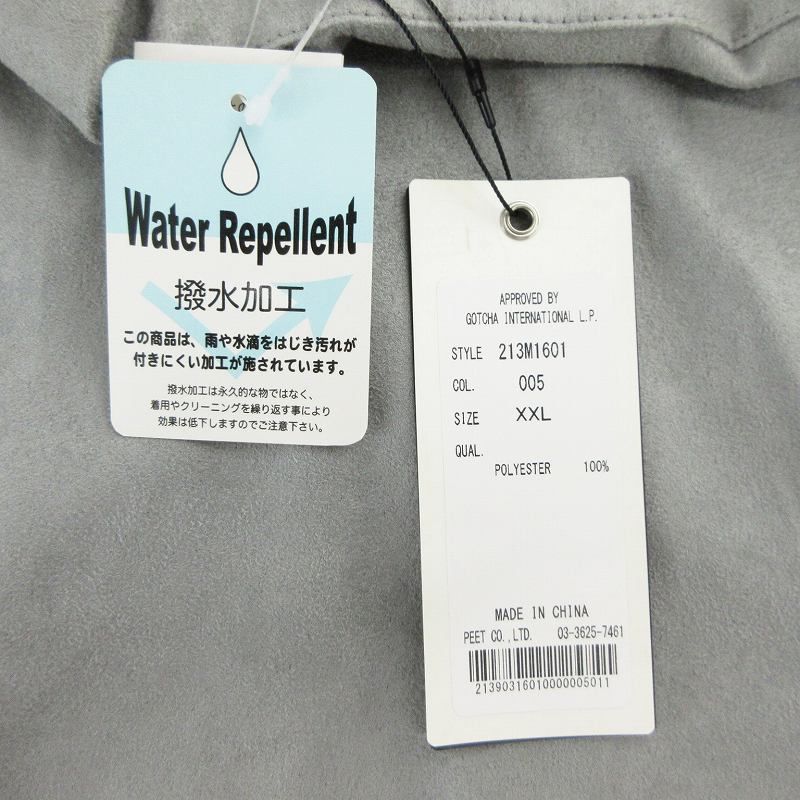 Water Repellent
撥水加工
この商品は、雨や水滴をはじき汚れが
付きにくい加工が施されています。
撥水加工は永久的な物ではなく、
着用やクリーニングを繰り返す事により
効果は低下しますのでご注意下さい。
APPROVED BY
GOTCHA INTERNATIONAL L.P.
STYLE 213M1601
COL. 005
SIZE XXL
QUAL.
POLYESTER 100%
MADE IN CHINA
PEET CO.,LTD. 03-3625-7461
21390316010000005011